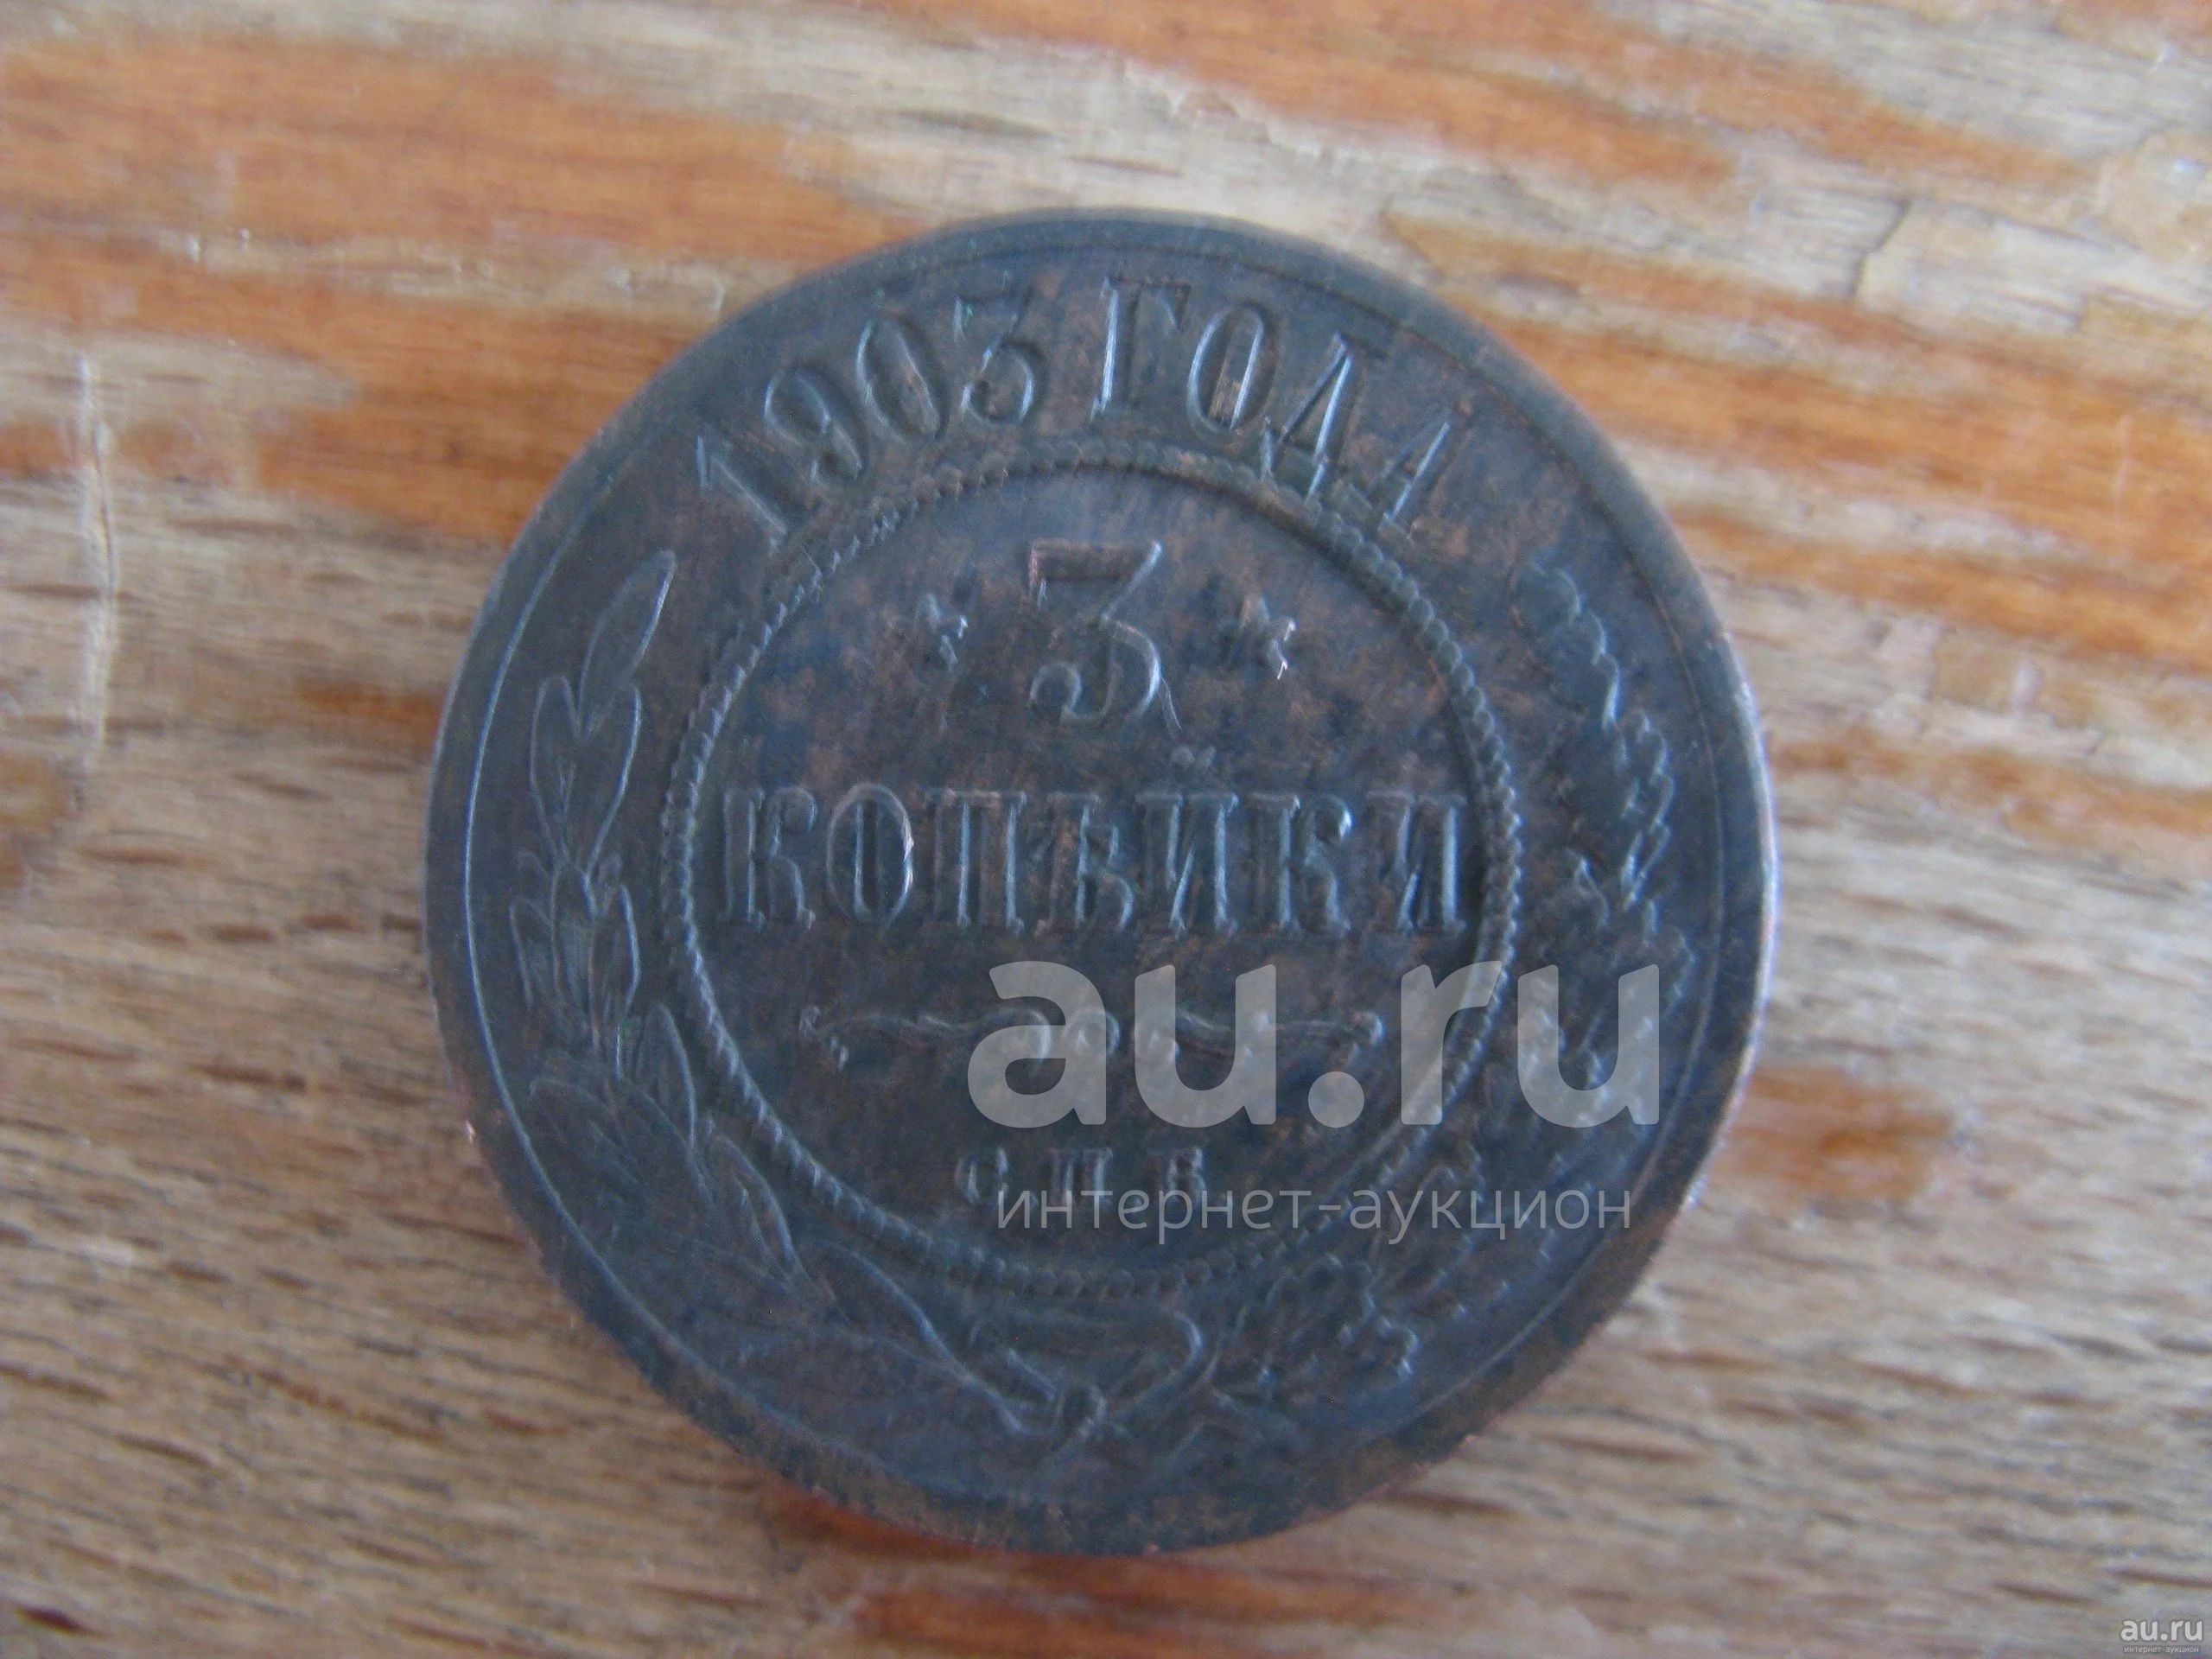 1903 ГОДА
* 3 *
КОПѢЙКИ
С.П.Б.
au.ru
интернет-аукцион
au.ru
интернет-аукцион